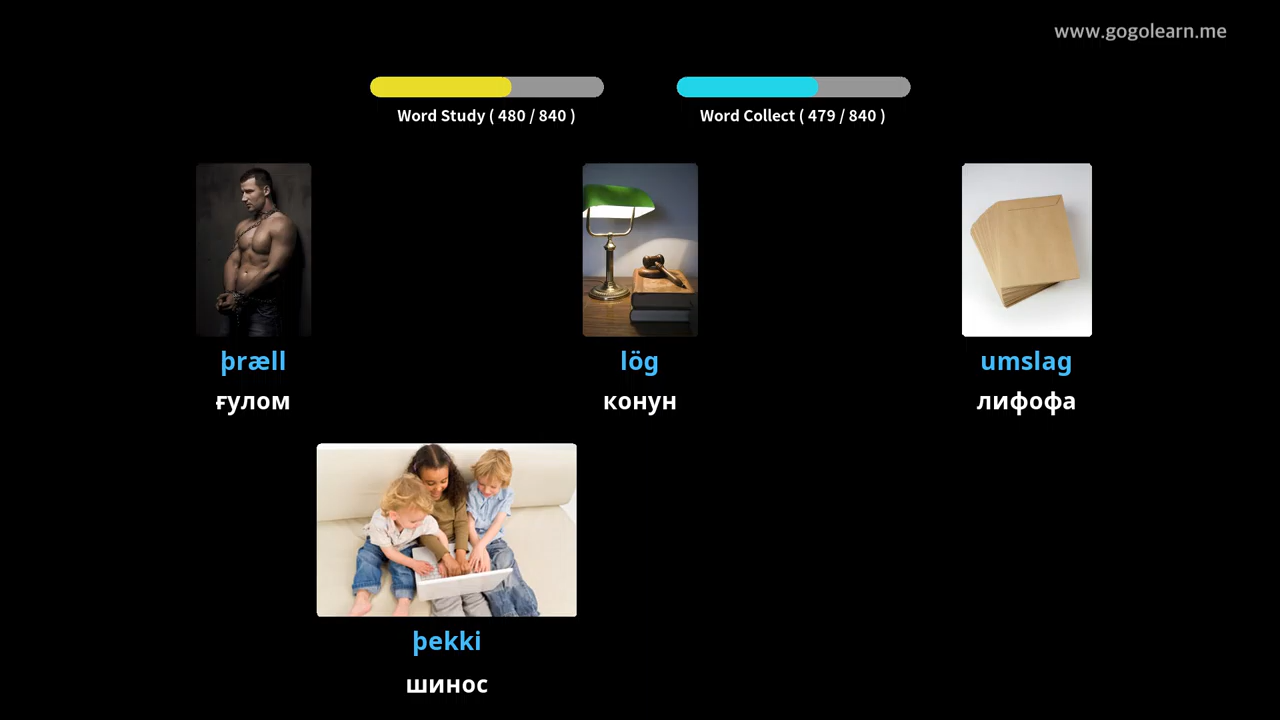 www.gogolearn.me
Word Study ( 480 / 840 )
Word Collect ( 479 / 840 )
þræll
lög
umslag
ғулом
конун
лифофа
þekki
шинос